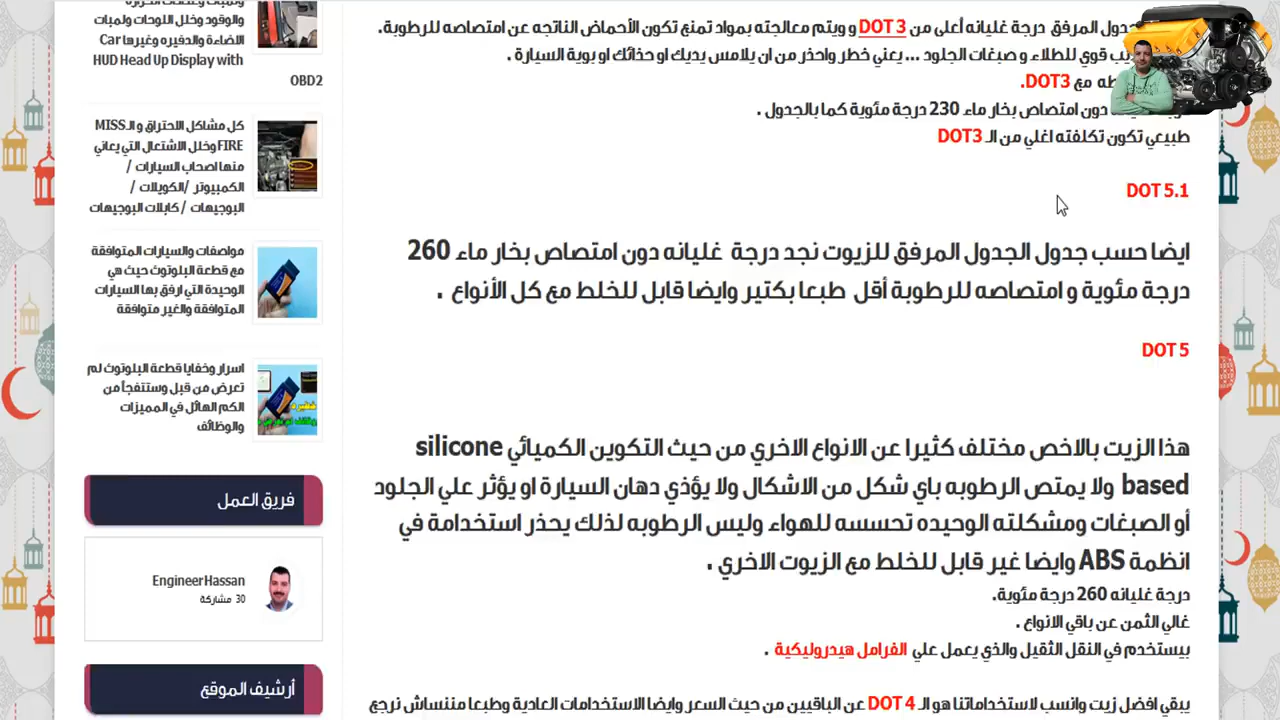 جدول المرفق درجة غليانه أعلى من DOT 3 و ويتم معالجته بمواد تمنع تكون الأحماض الناتجه عن امتصاصه للرطوبة.
قوي للطلاء و صبغات الجلود ... يعني خطر واحذر من ان يلامس يديك او حذائك او بوية السيارة .
مع DOT3.
دون امتصاص بخار ماء 230 درجة مئوية كما بالجدول .
طبيعي تكون تكلفته اغلي من الـ DOT3
DOT 5.1
ايضا حسب جدول الجدول المرفق للزيوت نجد درجة غليانه دون امتصاص بخار ماء 260
درجة مئوية و امتصاصه للرطوبة أقل طبعا بكتير وايضا قابل للخلط مع كل الأنواع .
DOT 5
هذا الزيت بالاخص مختلف كثيرا عن الانواع الاخري من حيث التكوين الكميائي silicone
based ولا يمتص الرطوبه باي شكل من الاشكال ولا يؤذي دهان السيارة او يؤثر علي الجلود
أو الصبغات ومشكلته الوحيده تحسسه للهواء وليس الرطوبه لذلك يحذر استخدامة في
انظمة ABS وايضا غير قابل للخلط مع الزيوت الاخري .
درجة غليانه 260 درجة مئوية.
غالي الثمن عن باقي الانواع .
بيستخدم في النقل الثقيل والذي يعمل علي الفرامل هيدروليكية .
يبقي افضل زيت وانسب لاستخداماتنا هو الـ DOT 4 عن الباقيين من حيث السعر وايضا الاستخدامات العادية وطبعا مننساش نرجع
والوقود وخلل اللوحات ولمبات
الاضاءة والدفيره وغيرها Car
HUD Head Up Display with
OBD2
كل مشاكل الاحتراق و الـ MISS
FIRE وخلل الاشتعال التي يعاني
منها اصحاب السيارات /
الكمبيوتر /الكويلات /
البوجيهات / كابلات البوجيهات
مواصفات والسيارات المتوافقة
مع قطعة البلوتوث حيث هي
الوحيدة التي ارفق بها السيارات
المتوافقة والغير متوافقة
اسرار وخفايا قطعة البلوتوث لم
تعرض من قبل وستتفجأ من
الكم الهائل في المميزات
والوظائف
فريق العمل
EngineerHassan
30 مشاركة
أرشيف الموقع